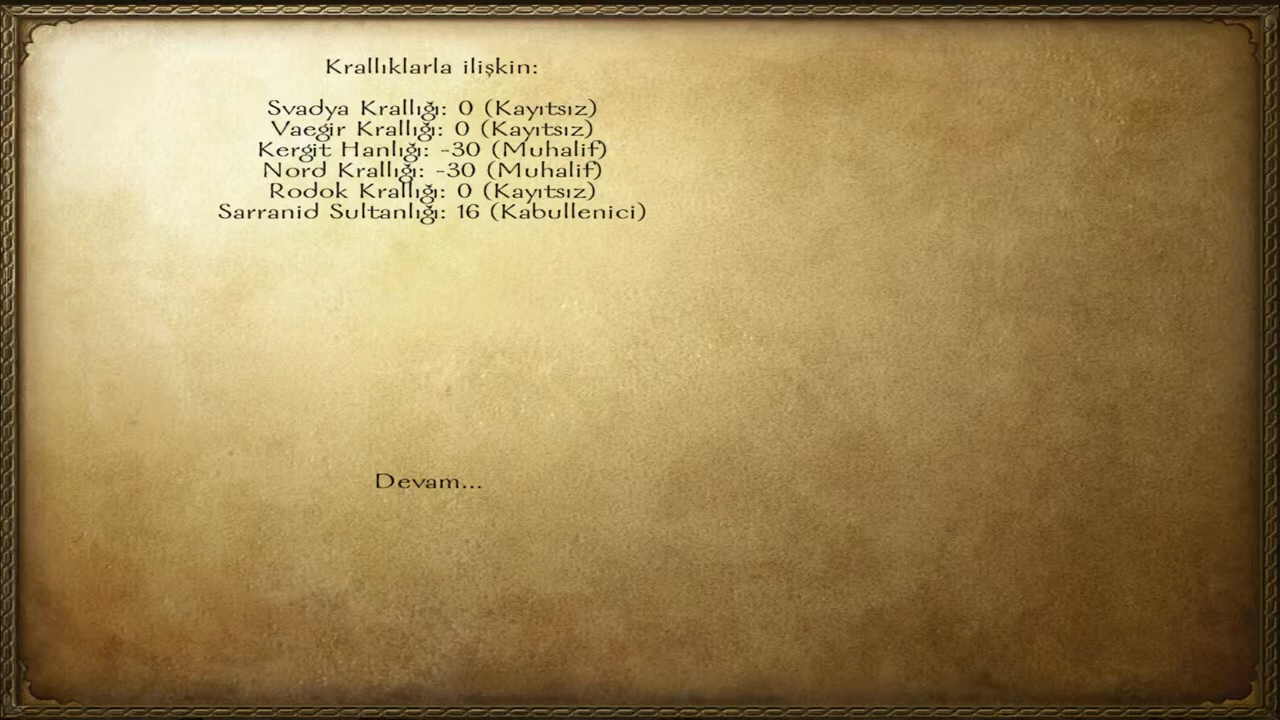 Krallıklarla ilişkin:
Svadya Krallığı: 0 (Kayıtsız)
Vaegir Krallığı: 0 (Kayıtsız)
Kergit Hanlığı: -30 (Muhalif)
Nord Krallığı: -30 (Muhalif)
Rodok Krallığı: 0 (Kayıtsız)
Sarranid Sultanlığı: 16 (Kabullenici)
Devam...